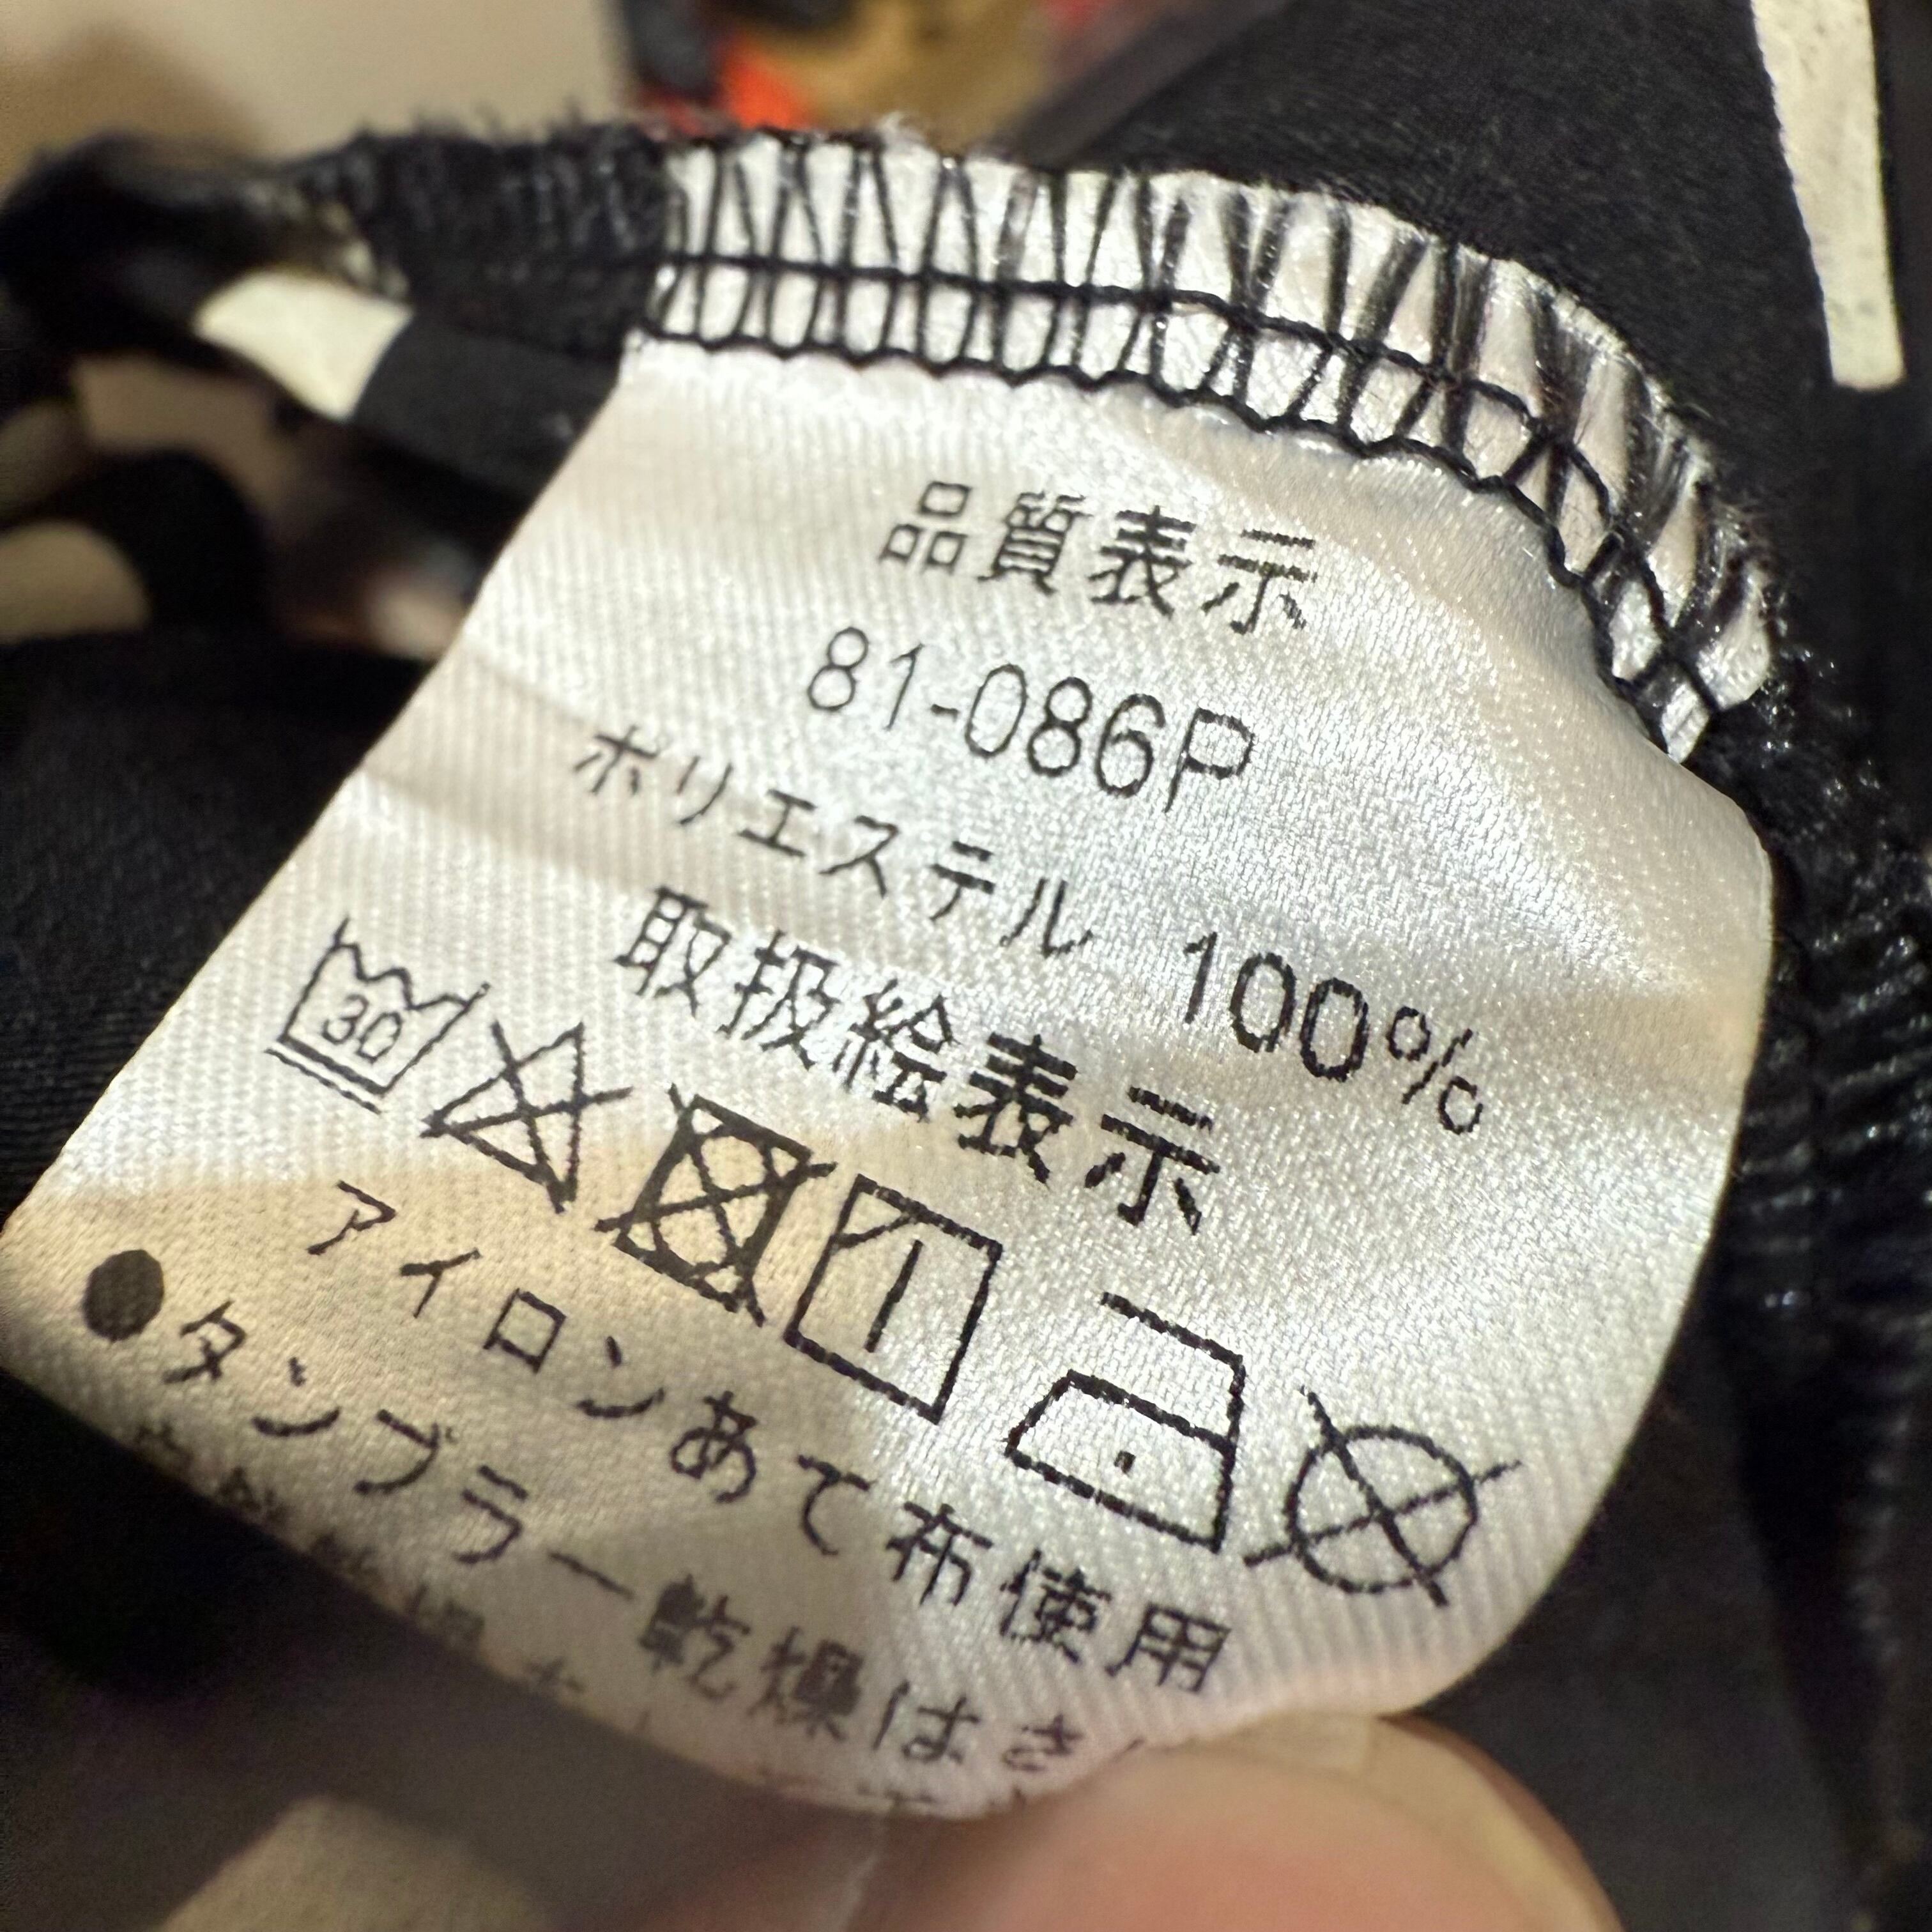 品質表示
81-086P
ポリエステル 100%
取扱絵表示
30
アイロンあて布使用
●タンブラー乾燥はさ